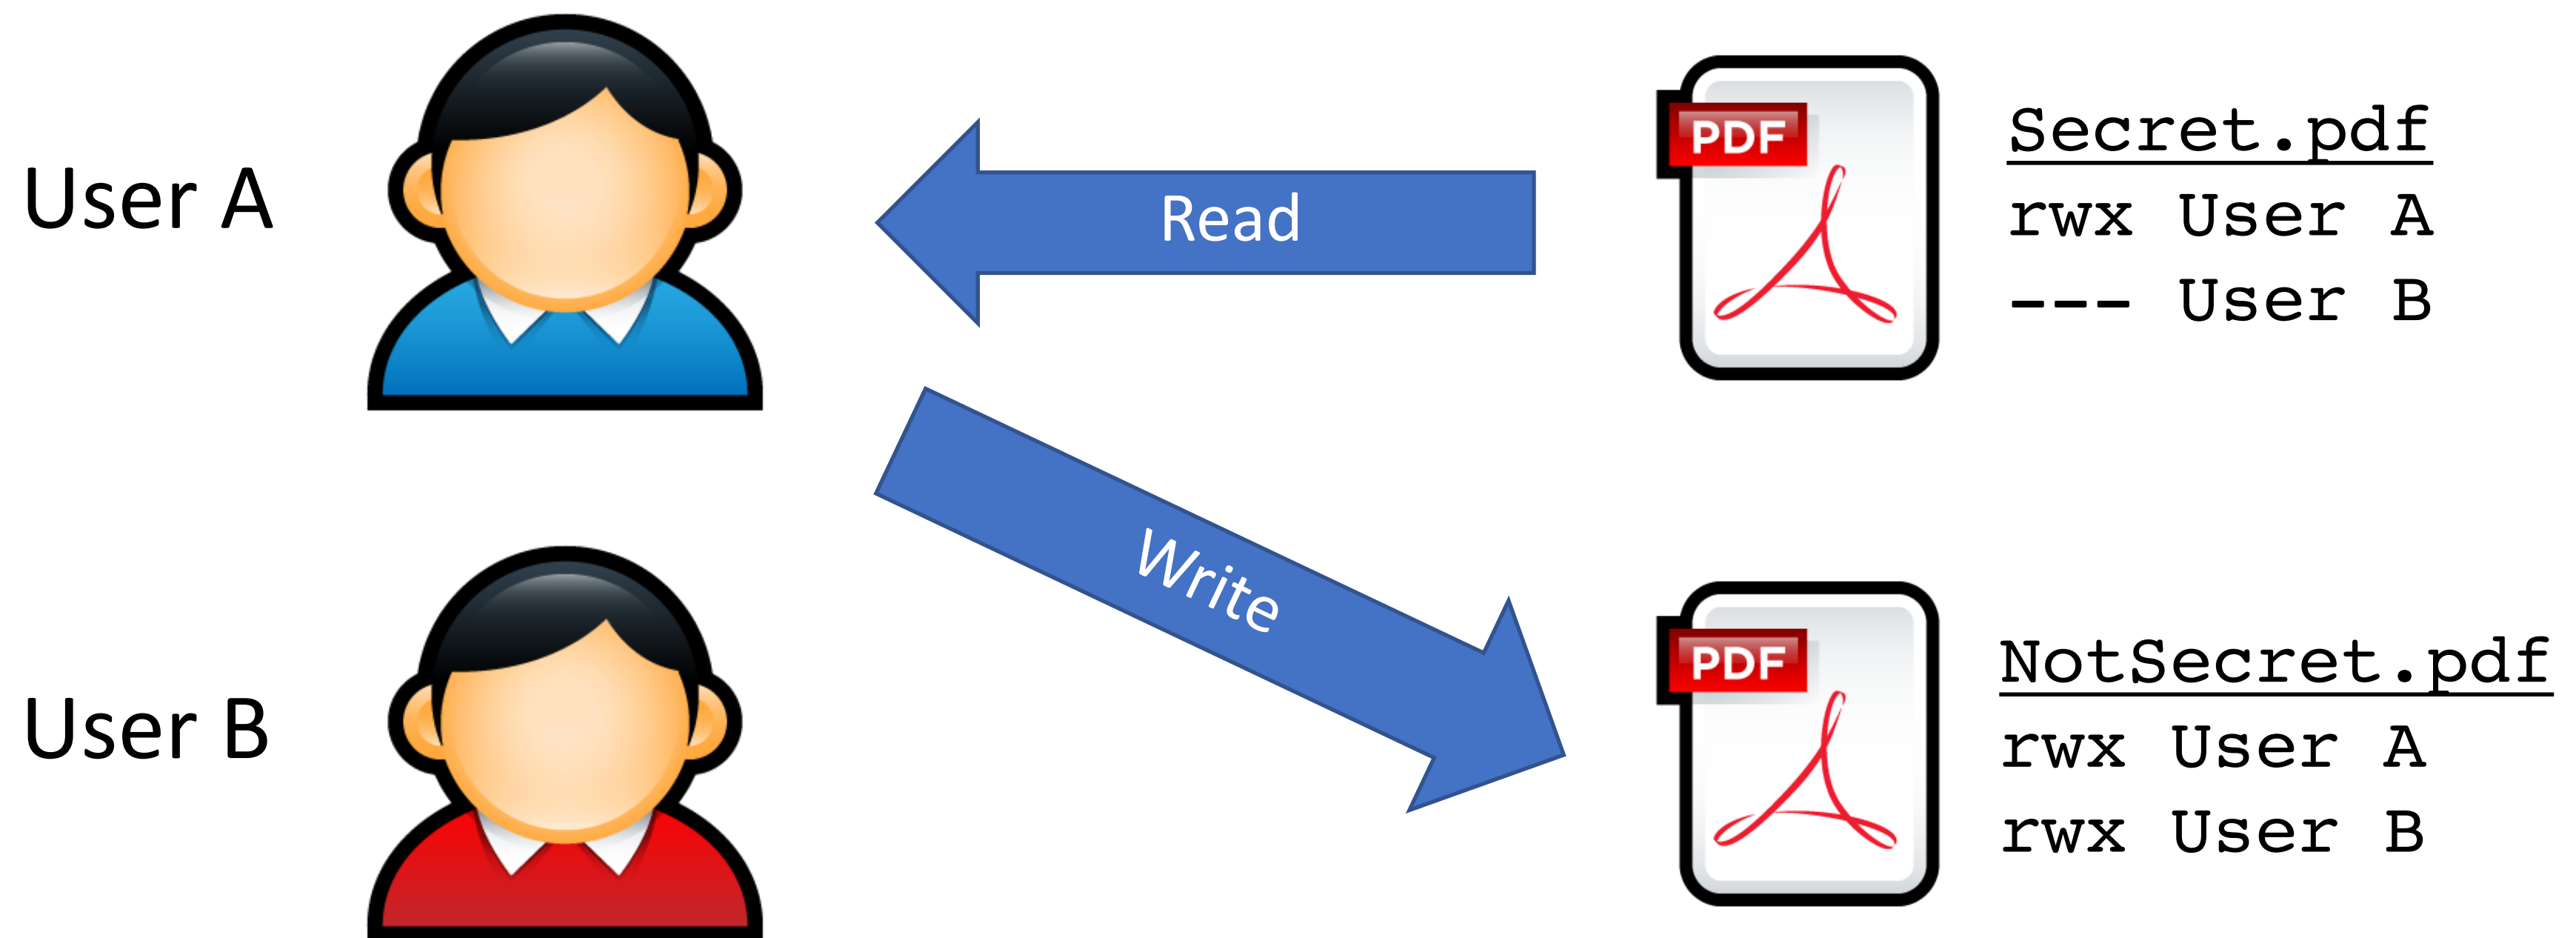 User A
Read
PDF
Secret.pdf
rwx User A
--- User B
Write
User B
PDF
NotSecret.pdf
rwx User A
rwx User B